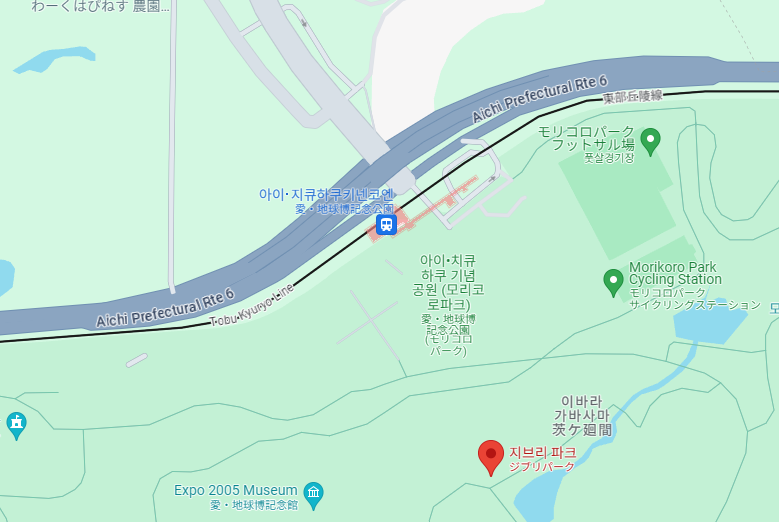 わーくはぴねす 農園...
Aichi Prefectural Rte 6
東部丘陵線
モリコロパーク
フットサル場
풋살경기장
아이·지큐하쿠키넨코엔
愛・地球博記念公園
아이·치큐
하쿠 기념
공원 (모리코
로파크)
愛・地球博
記念公園
(モリコロ
パーク)
Morikoro Park
Cycling Station
モリコロパーク
サイクリングステーション
Aichi Prefectural Rte 6
Tobu Kyuryo Line
이바라
가바사마
茨ケ廻間
지브리 파크
ジブリパーク
Expo 2005 Museum
愛・地球博記念館